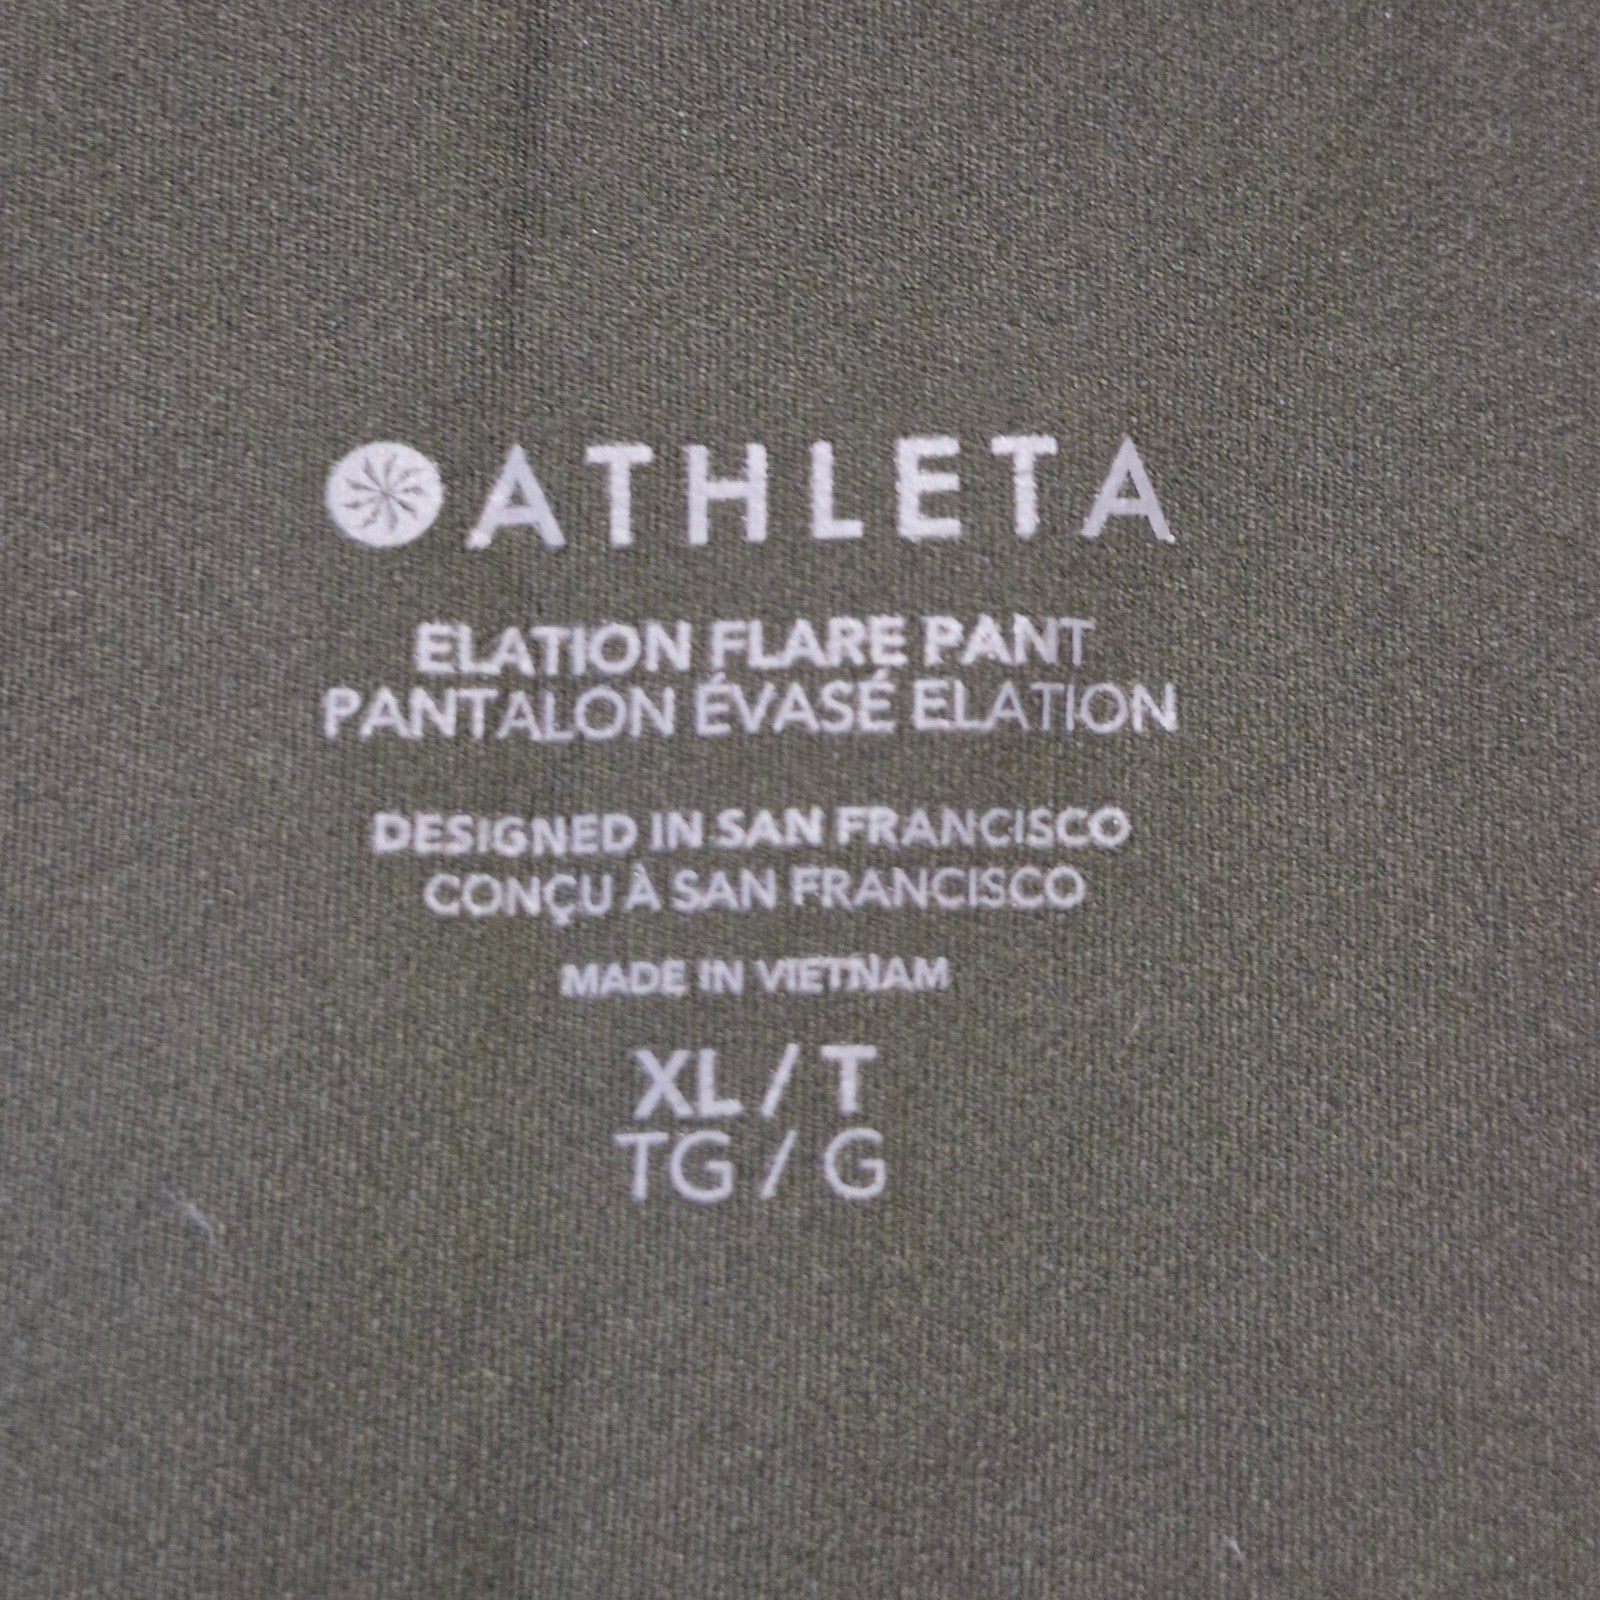 ATHLETA
ELATION FLARE PANT
PANTALON ÉVASÉ ELATION
DESIGNED IN SAN FRANCISCO
CONÇU À SAN FRANCISCO
MADE IN VIETNAM
XL / T
TG / G